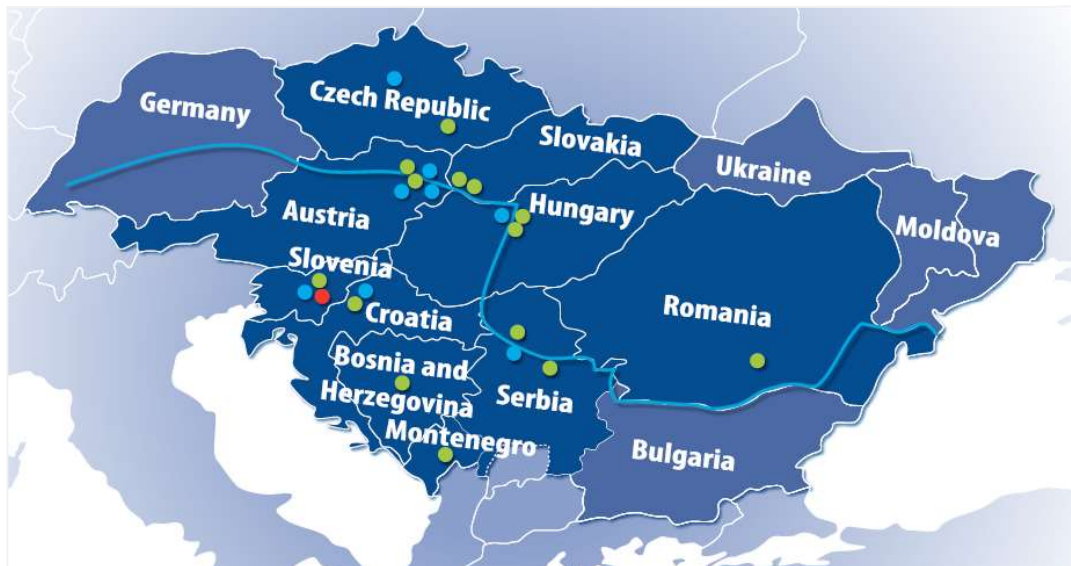 Czech Republic
Germany
Slovakia
Ukraine
Hungary
Moldova
Austria
Slovenia
Romania
Croatia
Bosnia and
Herzegovina
Serbia
Montenegro
Bulgaria